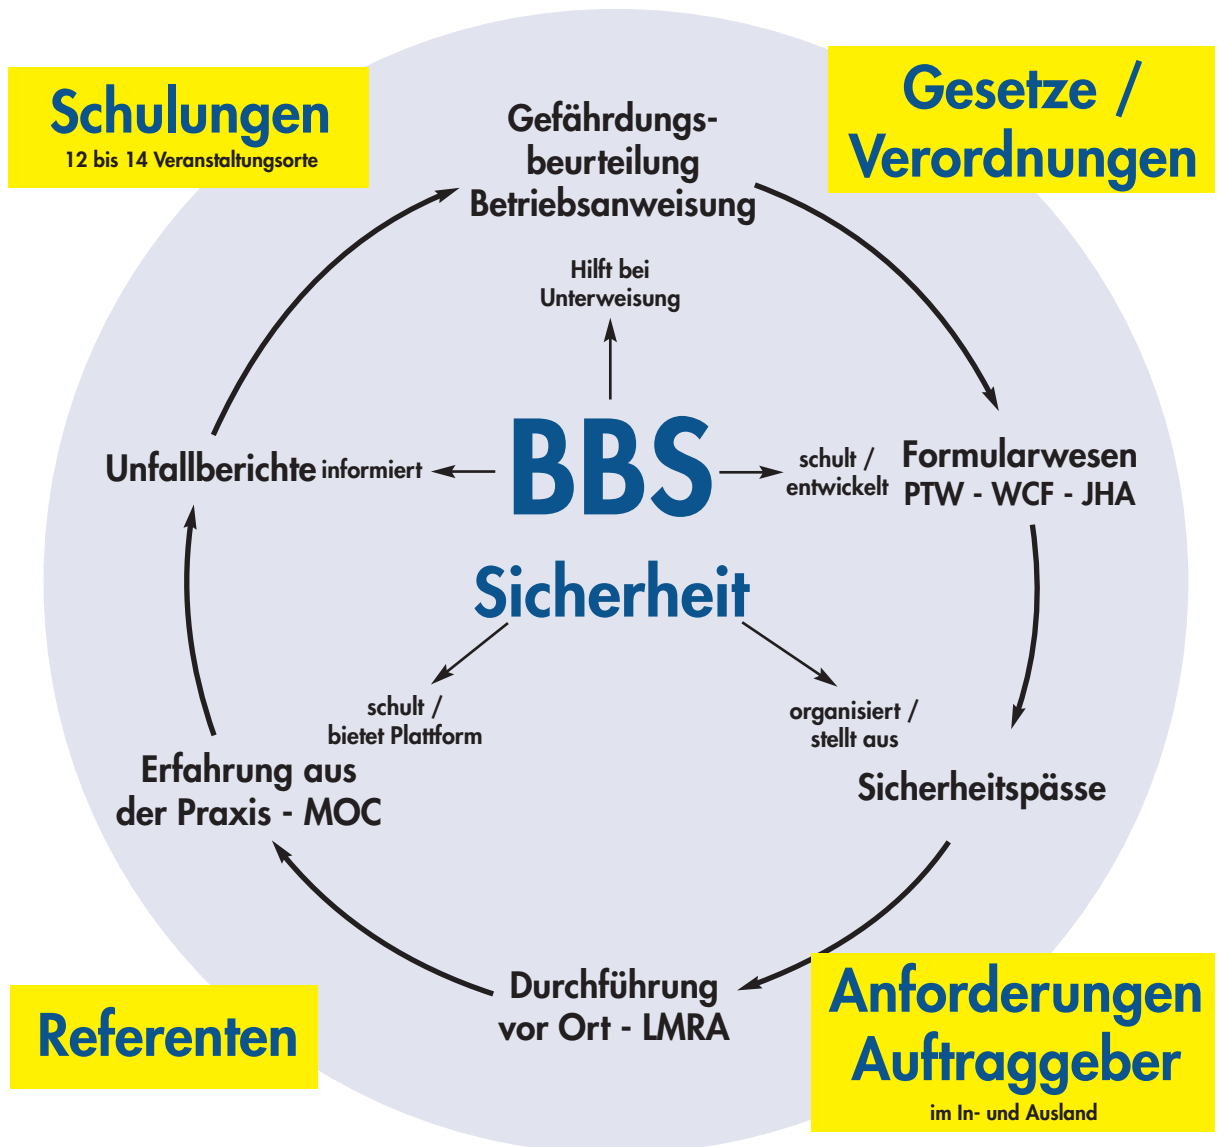 Schulungen
12 bis 14 Veranstaltungsorte
Gesetze /
Verordnungen
Gefährdungs-
beurteilung
Betriebsanweisung
Hilft bei
Unterweisung
BBS
Sicherheit
Unfallberichte informiert
schult /
entwickelt
Formularwesen
PTW - WCF - JHA
schult /
bietet Plattform
organisiert /
stellt aus
Erfahrung aus
der Praxis - MOC
Sicherheitspässe
Durchführung
vor Ort - LMRA
Referenten
Anforderungen
Auftraggeber
im In- und Ausland